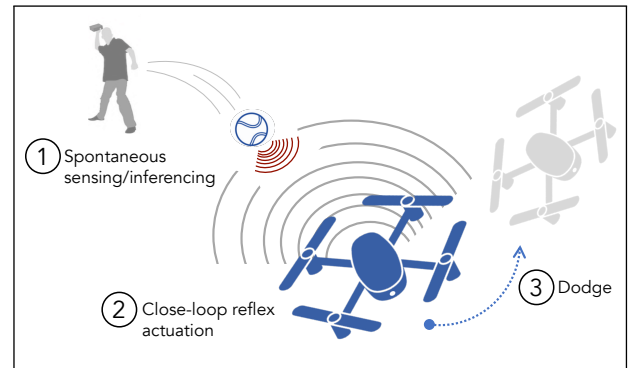 1 Spontaneous
sensing/inferencing
2 Close-loop reflex
actuation
3 Dodge